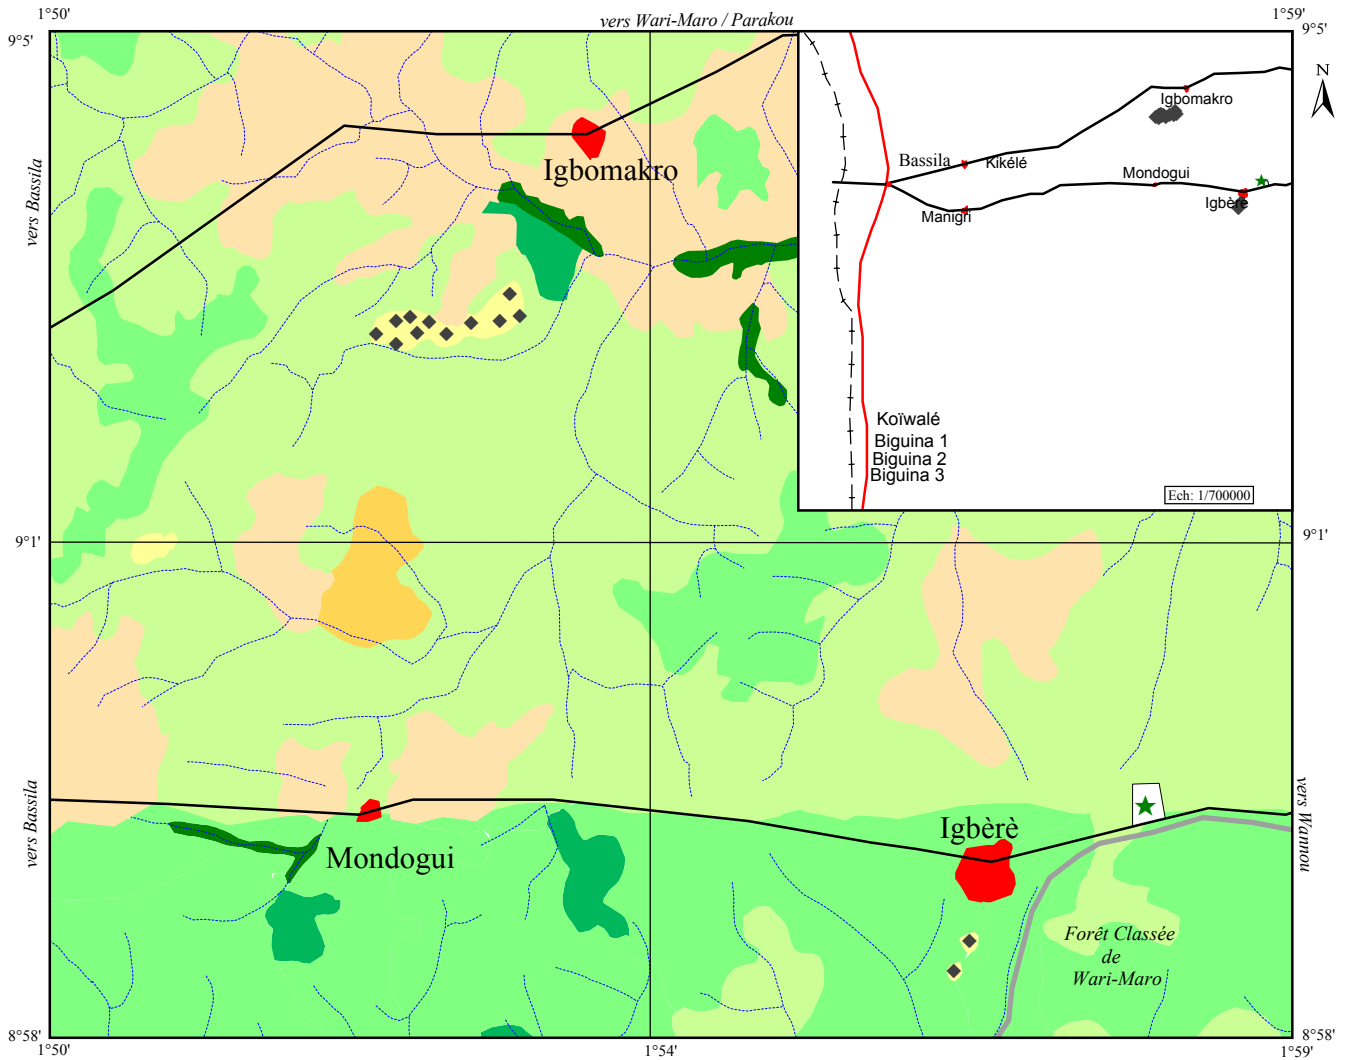 1°50'
vers Wari-Maro / Parakou
1°59'
9°5'
9°5'
N
vers Bassila
Igbomakro
Igbomakro
Bassila
Kikélé
Mondogui
Igbèrè
Manigri
Koïwalé
Biguina 1
Biguina 2
Biguina 3
Ech: 1/700000
9°1'
9°1'
vers Bassila
vers Wannou
Igbèrè
Mondogui
Forêt Classée
de
Wari-Maro
8°58'
8°58'
1°50'
1°54'
1°59'